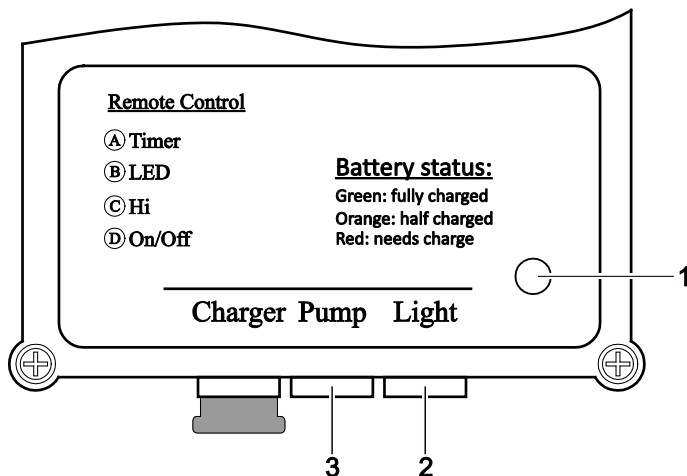 Remote Control
Ⓐ Timer
Ⓑ LED
Ⓒ Hi
Ⓓ On/Off
Battery status:
Green: fully charged
Orange: half charged
Red: needs charge
1
Charger Pump Light
3 2